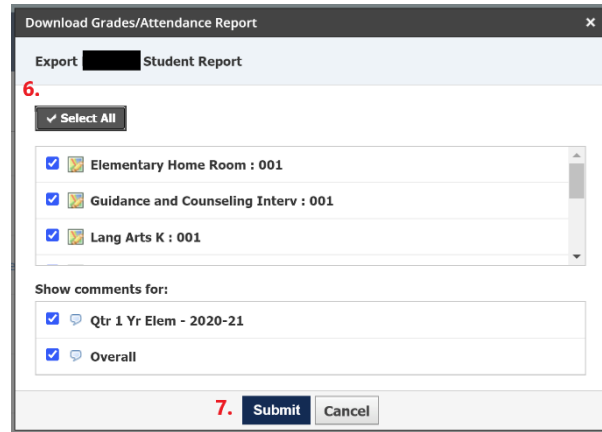 Download Grades/Attendance Report ×
Export Student Report
6.
✔ Select All
Elementary Home Room : 001
Guidance and Counseling Interv : 001
Lang Arts K : 001
Show comments for:
Qtr 1 Yr Elem - 2020-21
Overall
7. Submit Cancel